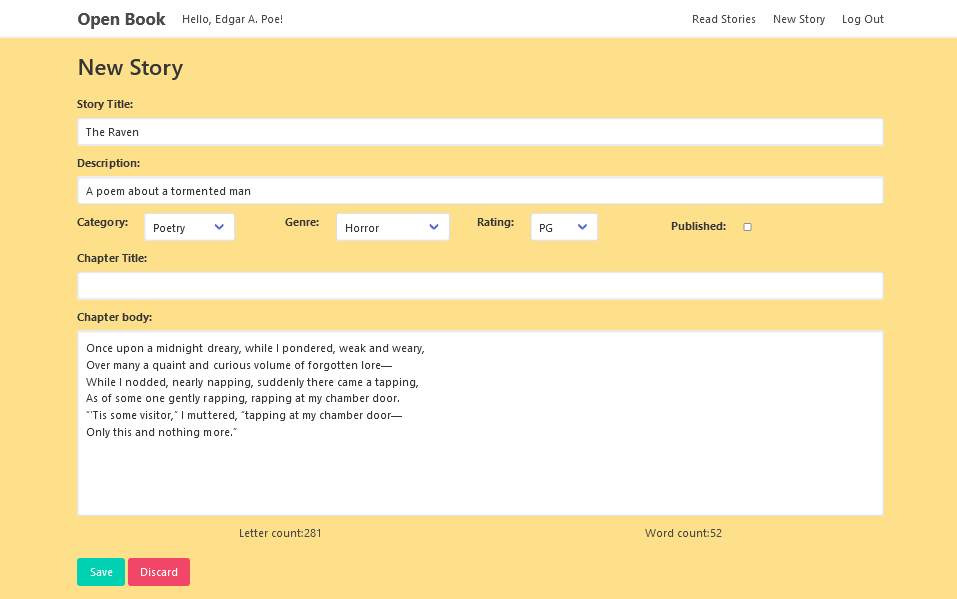 Open Book Hello, Edgar A. Poe! Read Stories New Story Log Out
New Story
Story Title:
The Raven
Description:
A poem about a tormented man
Category: Poetry Genre: Horror Rating: PG Published:
Chapter Title:
Chapter body:
Once upon a midnight dreary, while I pondered, weak and weary,
Over many a quaint and curious volume of forgotten lore—
While I nodded, nearly napping, suddenly there came a tapping,
As of some one gently rapping, rapping at my chamber door.
“’Tis some visitor,” I muttered, “tapping at my chamber door—
Only this and nothing more.”
Letter count:281 Word count:52
Save Discard